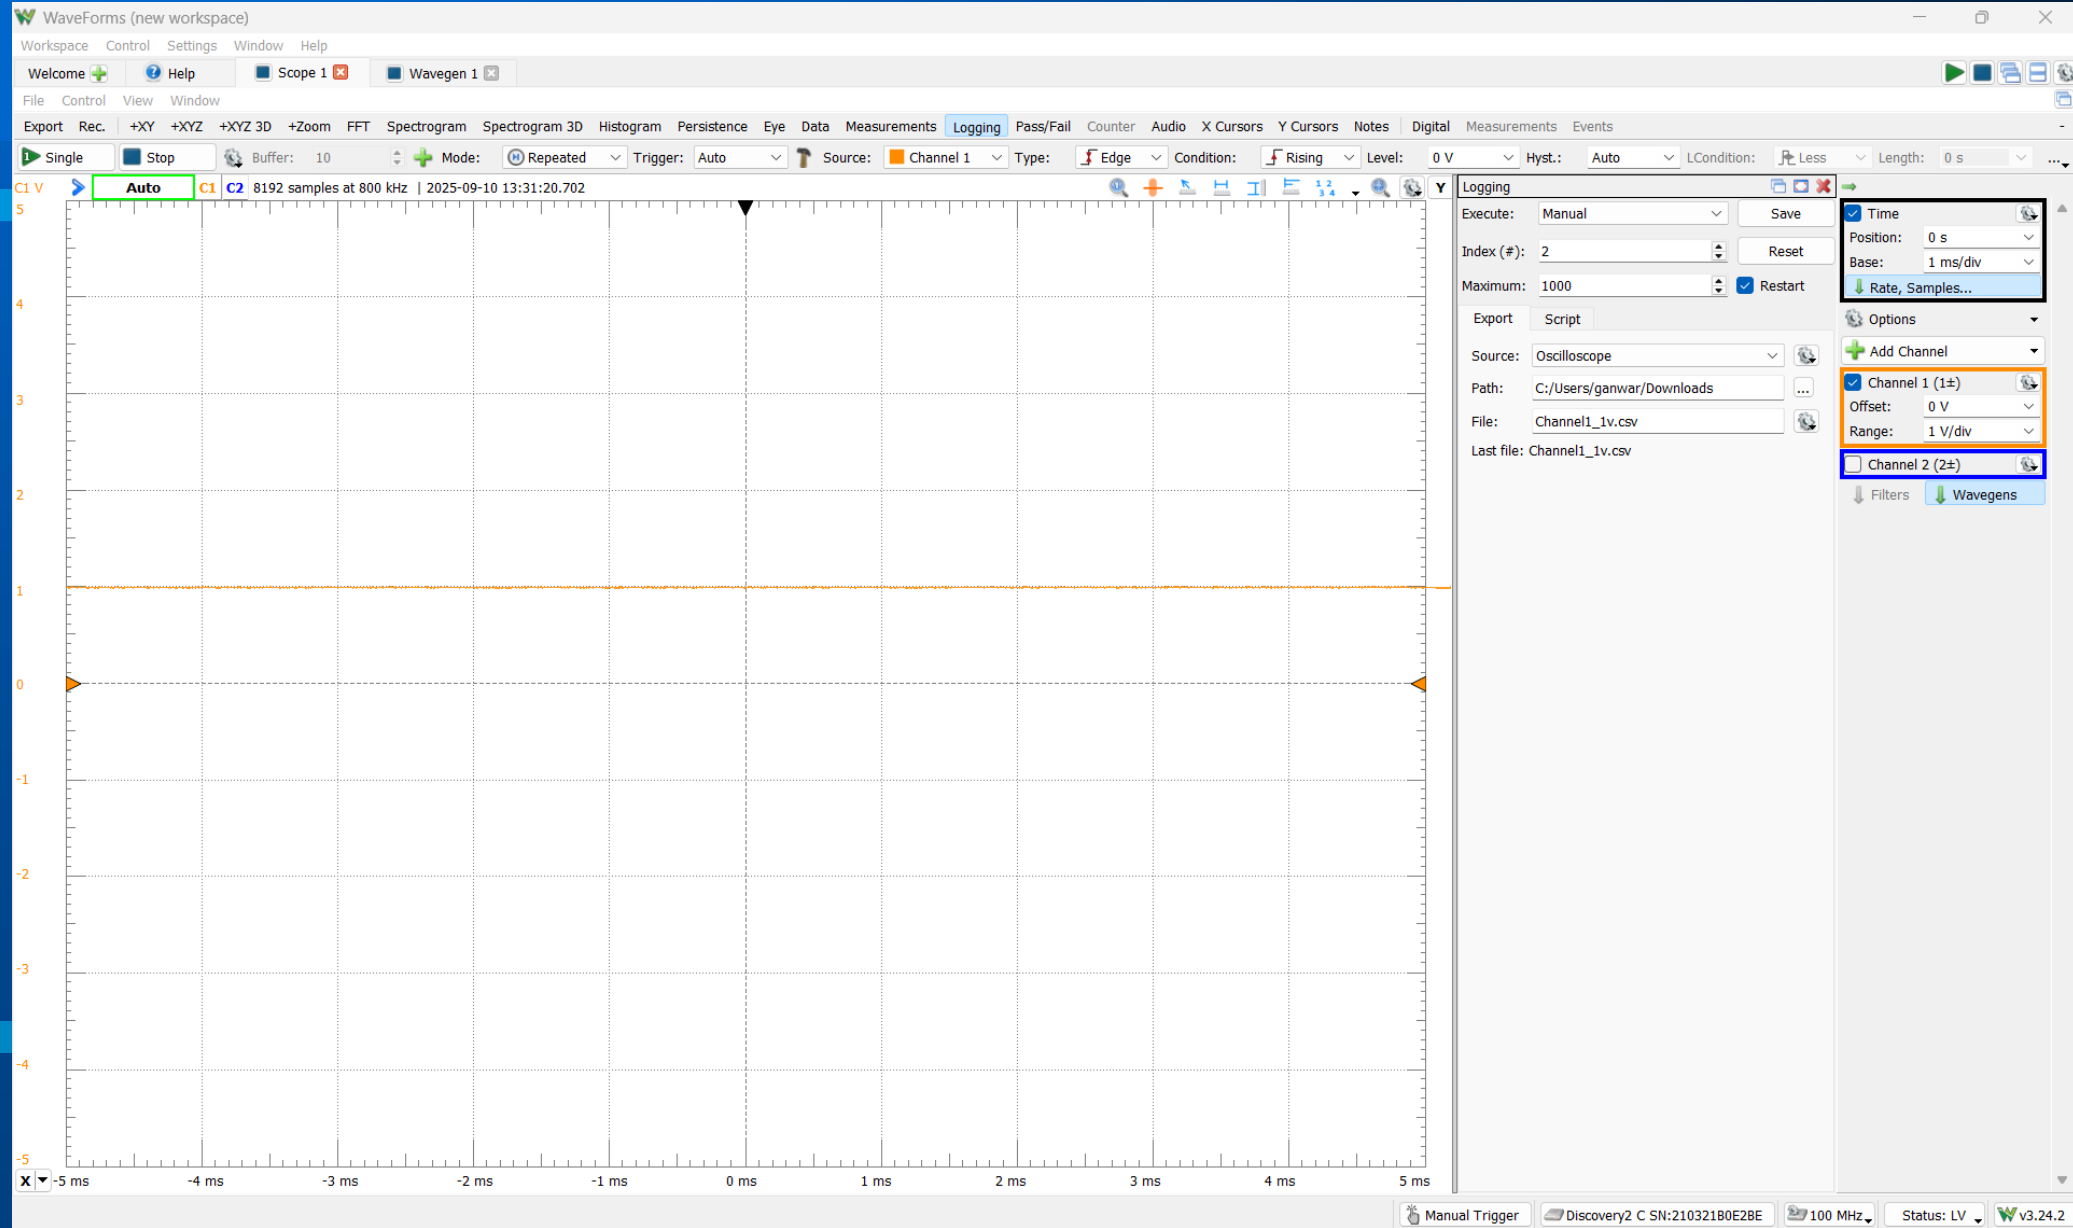 WaveForms (new workspace)
Workspace Control Settings Window Help
Welcome Help Scope 1 Wavegen 1
File Control View Window
Export Rec. +XY +XYZ +XYZ 3D +Zoom FFT Spectrogram Spectrogram 3D Histogram Persistence Eye Data Measurements Logging Pass/Fail Counter Audio X Cursors Y Cursors Notes Digital Measurements Events -
Single Stop Buffer: 10 Mode: Repeated Trigger: Auto Source: Channel 1 Type: Edge Condition: Rising Level: 0 V Hyst.: Auto LCondition: Less Length: 0 s ...
C1 V Auto C1 C2 8192 samples at 800 kHz | 2025-09-10 13:31:20.702 Y
5
4
3
2
1
0
-1
-2
-3
-4
-5
X -5 ms -4 ms -3 ms -2 ms -1 ms 0 ms 1 ms 2 ms 3 ms 4 ms 5 ms
Logging
Execute: Manual Save
Index (#): 2 Reset
Maximum: 1000 Restart
Export Script
Source: Oscilloscope
Path: C:/Users/ganwar/Downloads ...
File: Channel1_1v.csv
Last file: Channel1_1v.csv
Time
Position: 0 s
Base: 1 ms/div
Rate, Samples...
Options
Add Channel
Channel 1 (1±)
Offset: 0 V
Range: 1 V/div
Channel 2 (2±)
Filters Wavegens
Manual Trigger Discovery2 C SN:210321B0E2BE 100 MHz Status: LV v3.24.2